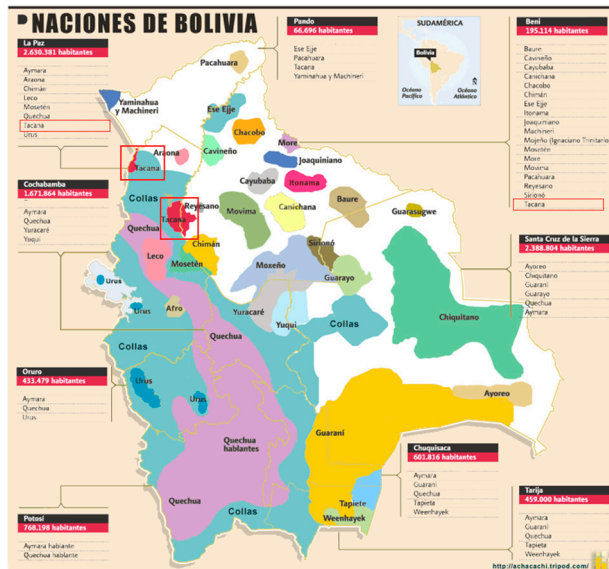 NACIONES DE BOLIVIA
La Paz
2.630.381 habitantes
Aymara
Araona
Chimán
Leco
Mosetén
Quechua
Tacana
Urus
Cochabamba
1.671.864 habitantes
Aymara
Quechua
Yuracaré
Yuqui
Oruro
433.479 habitantes
Aymara
Quechua
Urus
Potosí
768.198 habitantes
Aymara hablante
Quechua hablante
Pando
66.696 habitantes
Ese Ejje
Pacahuara
Tacana
Yaminahua y Machineri
SUDAMÉRICA
Bolivia
Océano
Pacífico
Océano
Atlántico
Beni
195.114 habitantes
Baure
Cavineño
Cayubaba
Canichana
Chacobo
Chimán
Ese Ejje
Itonama
Joaquiniano
Machineri
Mojeño (Ignaciano Trinitario
Mosetén
More
Movima
Pacahuara
Reyesano
Sirionó
Tacana
Santa Cruz de la Sierra
2.388.804 habitantes
Ayoreo
Chiquitano
Guaraní
Guarayo
Quechua
Aymara
Chuquisaca
601.816 habitantes
Aymara
Guaraní
Quechua
Tapieta
Weenhayek
Tarija
459.000 habitantes
Aymara
Guaraní
Quechua
Tapieta
Weenhayek
Pacahuara
Yaminahua
y Machineri
Ese Ejje
Chacobo
Araona
Cavineño
More
Joaquiniano
Tacana
Collas
Cayubaba
Itonama
Reyesano
Tacana
Movima
Canichana
Baure
Guarasugwe
Quechua
Chimán
Leco
Mosetén
Sirionó
Moxeño
Guarayo
Urus
Urus
Afro
Yuracaré
Yuqui
Collas
Chiquitano
Collas
Quechua
Urus
Urus
Ayoreo
Guaraní
Quechua
hablantes
Quechua
Collas
Tapiete
Weenhayek
http://achacachi.tripod.com/